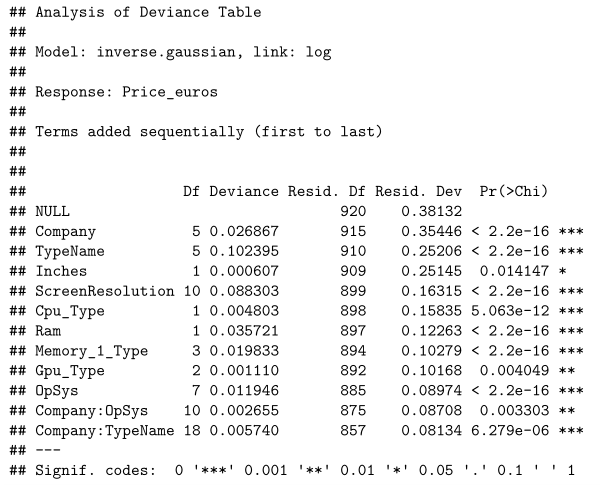 ## Analysis of Deviance Table
##
## Model: inverse.gaussian, link: log
##
## Response: Price_euros
##
## Terms added sequentially (first to last)
##
##
##                  Df Deviance Resid. Df Resid. Dev  Pr(>Chi)
## NULL                               920    0.38132
## Company           5 0.026867       915    0.35446 < 2.2e-16 ***
## TypeName          5 0.102395       910    0.25206 < 2.2e-16 ***
## Inches            1 0.000607       909    0.25145  0.014147 *
## ScreenResolution 10 0.088303       899    0.16315 < 2.2e-16 ***
## Cpu_Type          1 0.004803       898    0.15835 5.063e-12 ***
## Ram               1 0.035721       897    0.12263 < 2.2e-16 ***
## Memory_1_Type     3 0.019833       894    0.10279 < 2.2e-16 ***
## Gpu_Type          2 0.001110       892    0.10168  0.004049 **
## OpSys             7 0.011946       885    0.08974 < 2.2e-16 ***
## Company:OpSys    10 0.002655       875    0.08708  0.003303 **
## Company:TypeName 18 0.005740       857    0.08134 6.279e-06 ***
## ---
## Signif. codes:  0 '***' 0.001 '**' 0.01 '*' 0.05 '.' 0.1 ' ' 1